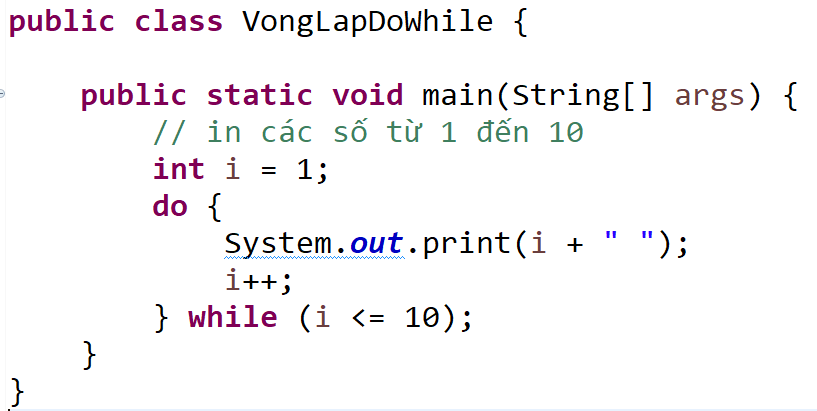 public class VongLapDoWhile {
public static void main(String[] args) {
// in các số từ 1 đến 10
int i = 1;
do {
System.out.print(i + " ");
i++;
} while (i <= 10);
}
}